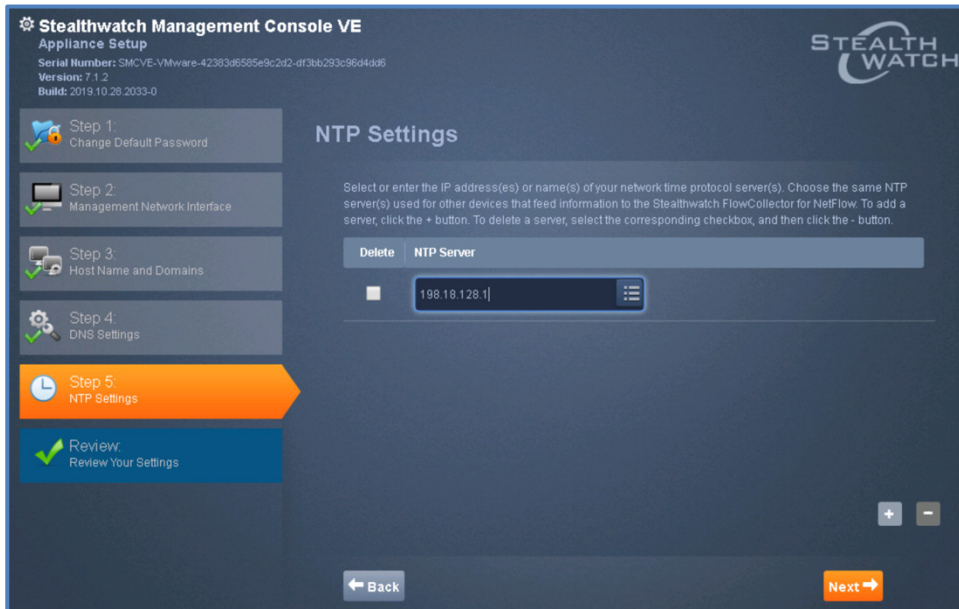 Stealthwatch Management Console VE
Appliance Setup
Serial Number: SMCVE-VMware-42383d6585e9c2d2-df3bb293c96d4dd6
Version: 7.1.2
Build: 2019.10.28.2033-0
STEALTH
WATCH
Step 1:
Change Default Password
Step 2:
Management Network Interface
Step 3:
Host Name and Domains
Step 4:
DNS Settings
Step 5:
NTP Settings
Review:
Review Your Settings
NTP Settings
Select or enter the IP address(es) or name(s) of your network time protocol server(s). Choose the same NTP
server(s) used for other devices that feed information to the Stealthwatch FlowCollector for NetFlow. To add a
server, click the + button. To delete a server, select the corresponding checkbox, and then click the - button.
Delete NTP Server
198.18.128.1
+ -
Back
Next